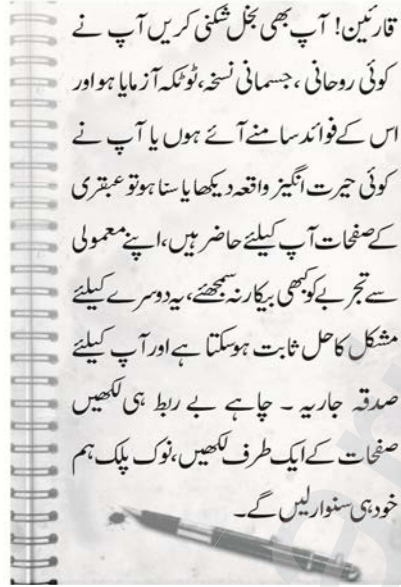 قارئین! آپ بھی بخل شکنی کریں آپ نے
کوئی روحانی، جسمانی نسخہ، ٹوٹکہ آزمایا ہو اور
اس کے فوائد سامنے آئے ہوں یا آپ نے
کوئی حیرت انگیز واقعہ دیکھا یا سنا ہو تو عبقری
کے صفحات آپ کیلئے حاضر ہیں، اپنے معمولی
سے تجربے کو کبھی بیکار نہ سمجھئے، یہ دوسرے کیلئے
مشکل کا حل ثابت ہوسکتا ہے اور آپ کیلئے
صدقہ جاریہ ۔ چاہے بے ربط ہی لکھیں
صفحات کے ایک طرف لکھیں، نوک پلک ہم
خود ہی سنوار لیں گے۔